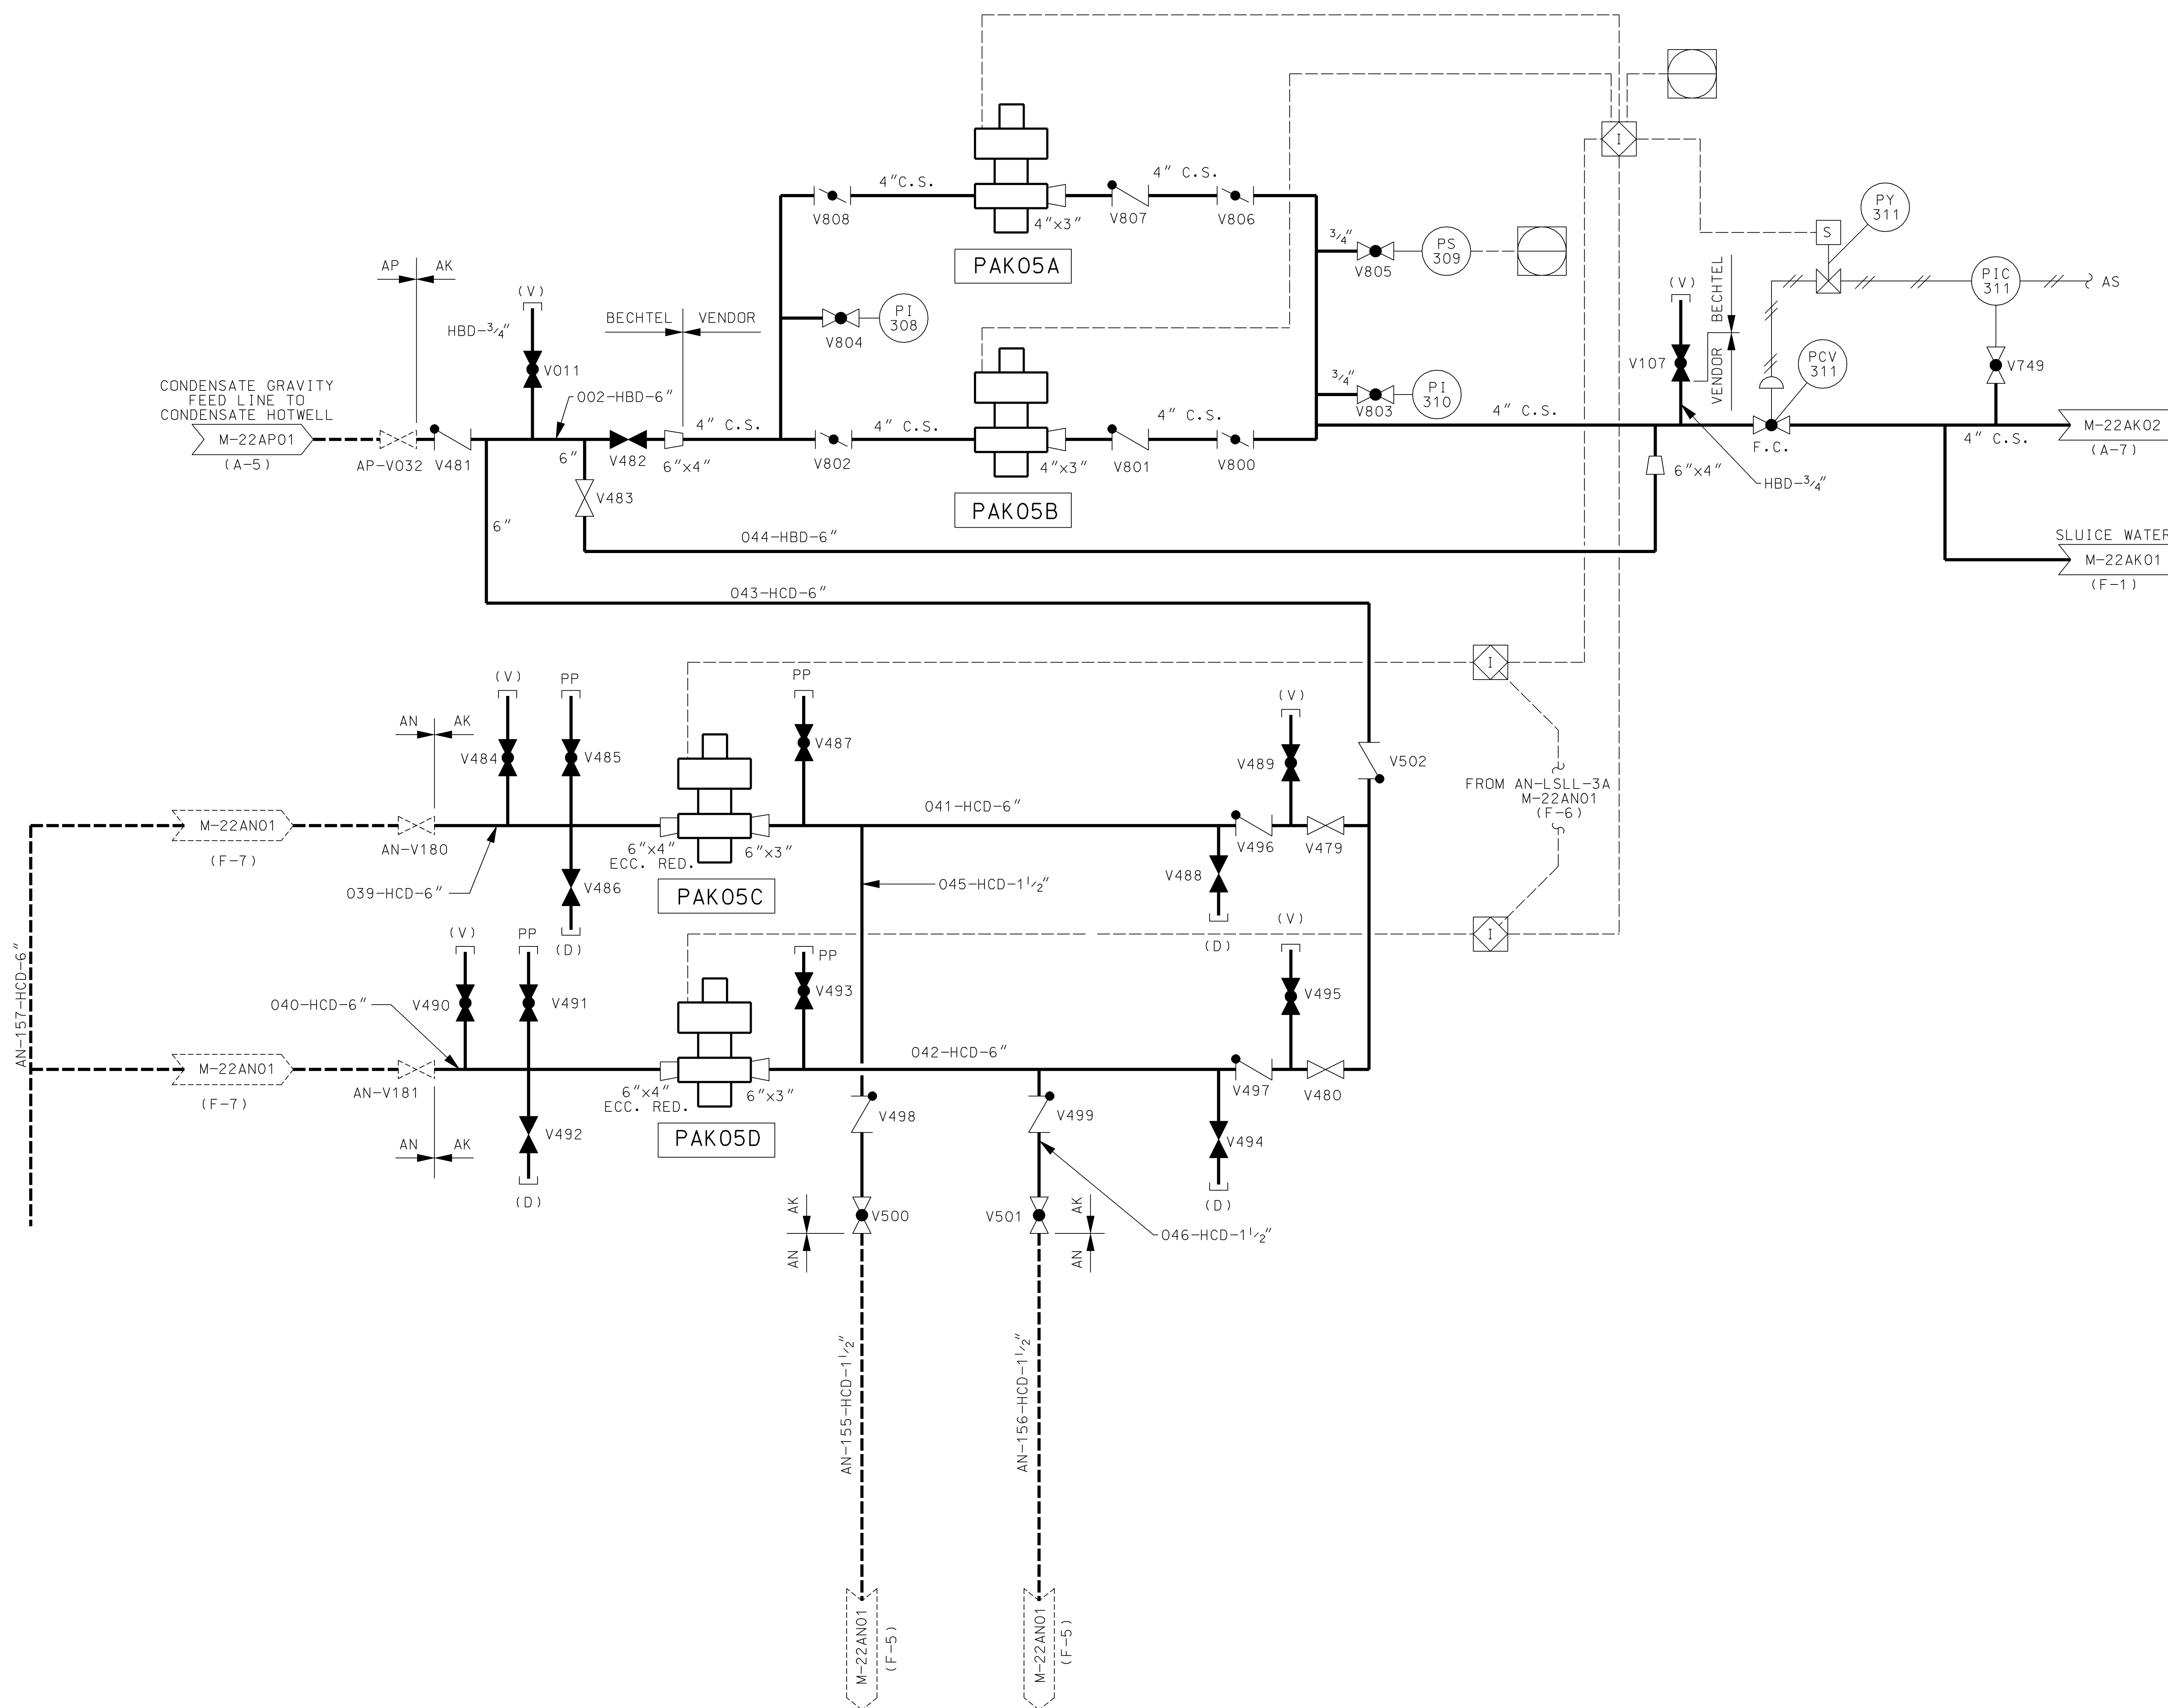 I
PY
311
4"C.S.
4" C.S.
V808
4"x3"
V807
V806
3/4"
PS
309
V805
S
BECHTEL
VENDOR
PIC
311
AS
PAK05A
AP
AK
(V)
HBD-3/4"
V011
BECHTEL
VENDOR
PI
308
V804
(V)
V107
PCV
311
V749
CONDENSATE GRAVITY
FEED LINE TO
CONDENSATE HOTWELL
M-22AP01
(A-5)
AP-V032
V481
002-HBD-6"
6"
V482
6"x4"
4" C.S.
V802
4" C.S.
4"x3"
V801
4" C.S.
V800
3/4"
V803
PI
310
4" C.S.
F.C.
4" C.S.
M-22AK02
(A-7)
6"x4"
HBD-3/4"
V483
6"
PAK05B
044-HBD-6"
SLUICE WATER
M-22AK01
(F-1)
043-HCD-6"
I
(V)
PP
PP
(V)
AN
AK
V484
V485
V487
V489
V502
FROM AN-LSLL-3A
M-22AN01
(F-6)
M-22AN01
(F-7)
AN-V180
041-HCD-6"
6"x4"
ECC. RED.
6"x3"
V496
V479
039-HCD-6"
V486
(D)
PAK05C
045-HCD-1 1/2"
V488
(D)
(V)
I
AN-157-HCD-6"
(V)
PP
PP
040-HCD-6"
V490
V491
V493
V495
M-22AN01
(F-7)
AN-V181
042-HCD-6"
6"x4"
ECC. RED.
6"x3"
V497
V480
AN
AK
V492
(D)
PAK05D
V498
V499
V494
(D)
AK
AN
V500
V501
AK
AN
046-HCD-1 1/2"
AN-155-HCD-1 1/2"
AN-156-HCD-1 1/2"
M-22AN01
(F-5)
M-22AN01
(F-5)